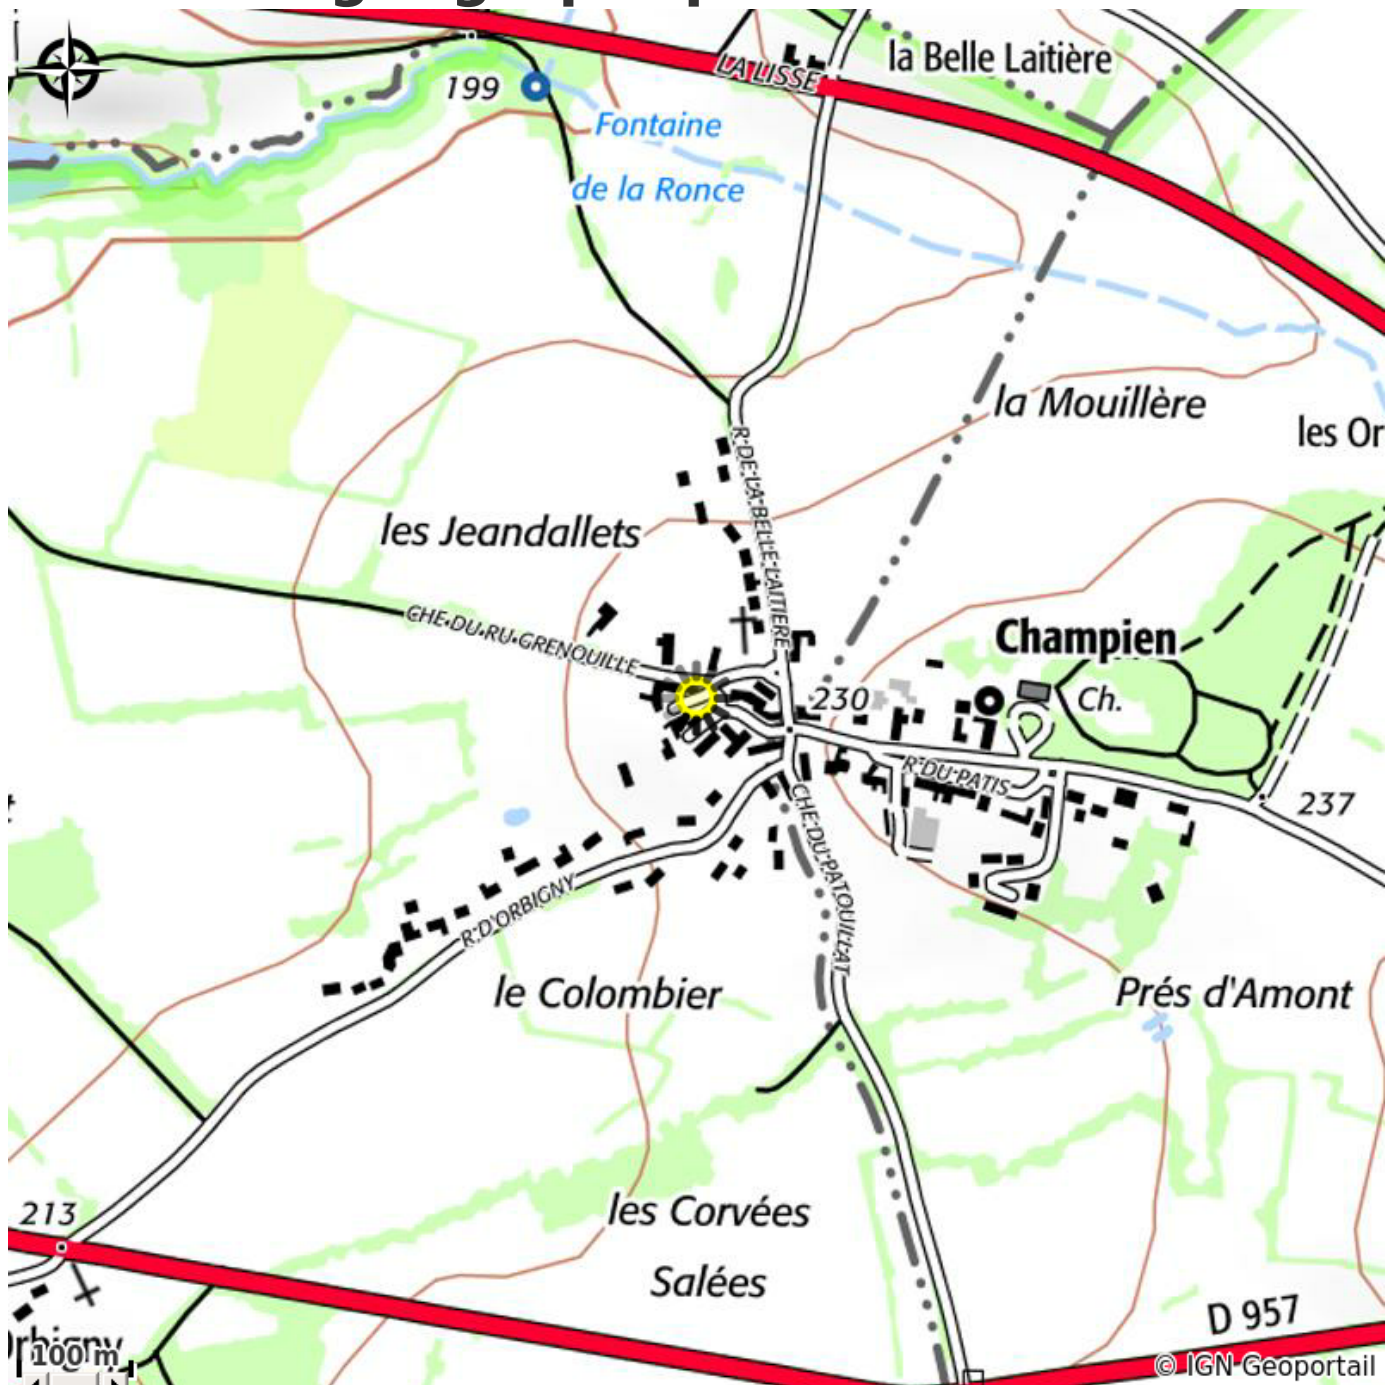 la Belle Laitière
LA LISSE
199
Fontaine
de la Ronce
la Mouillère
les Or
R DE LA BELLE LAITIERE
les Jeandallets
CHE DU RU GRENOUILLE
Champien
230
Ch.
R DU PATIS
237
CHE DU PATOUILLAT
R D'ORBIGNY
le Colombier
Prés d'Amont
213
les Corvées
Salées
D 957
Orbigny
100 m
© IGN Geoportail